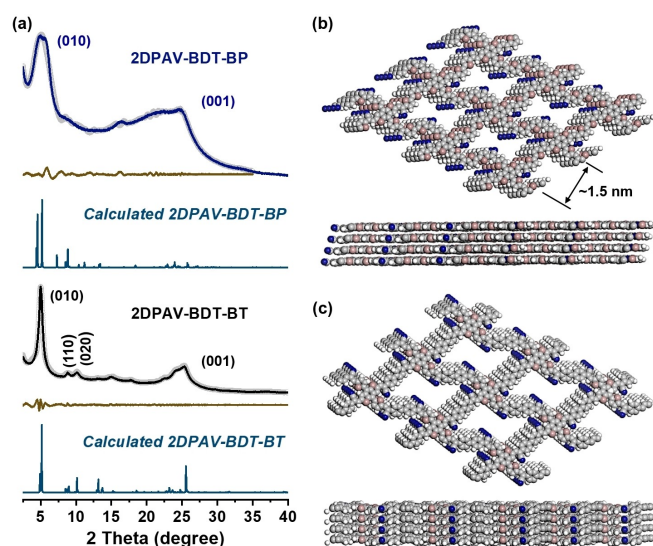 (a)
(010)
2DPAV-BDT-BP
(001)
Calculated 2DPAV-BDT-BP
(010)
2DPAV-BDT-BT
(110)
(020)
(001)
Calculated 2DPAV-BDT-BT
5 10 15 20 25 30 35 40
2 Theta (degree)
(b)
~1.5 nm
(c)